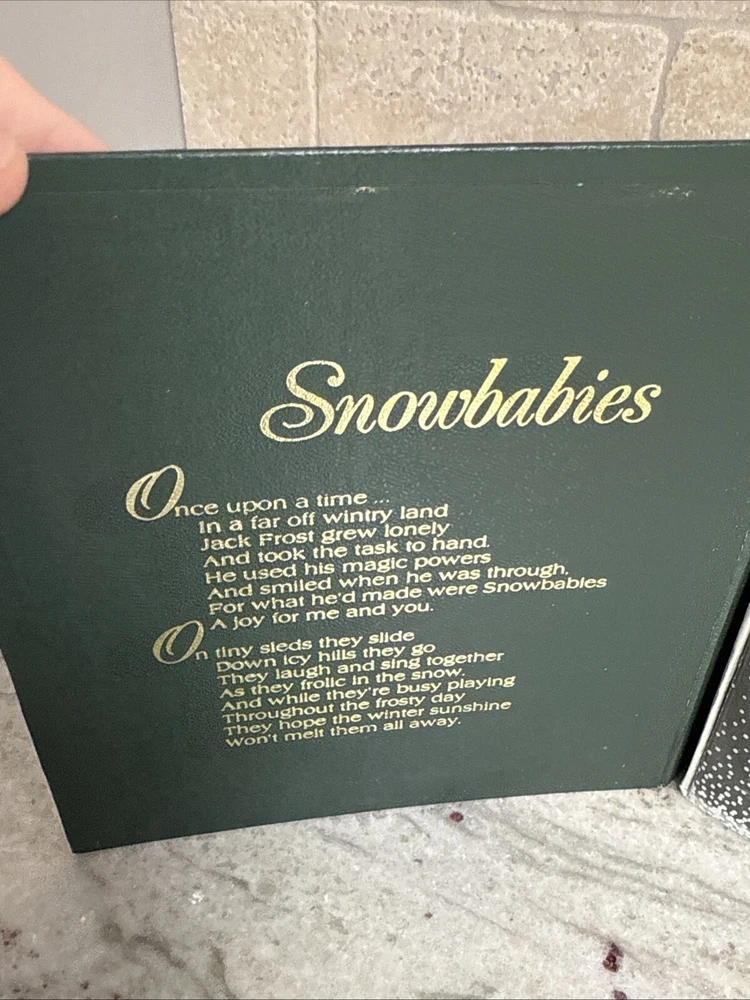 Snowbabies
Once upon a time ...
In a far off wintry land
Jack Frost grew lonely
And took the task to hand.
He used his magic powers
And smiled when he was through,
For what he'd made were Snowbabies
A joy for me and you.
On tiny sleds they slide
Down icy hills they go
They laugh and sing together
As they frolic in the snow.
And while they're busy playing
Throughout the frosty day
They hope the winter sunshine
Won't melt them all away.